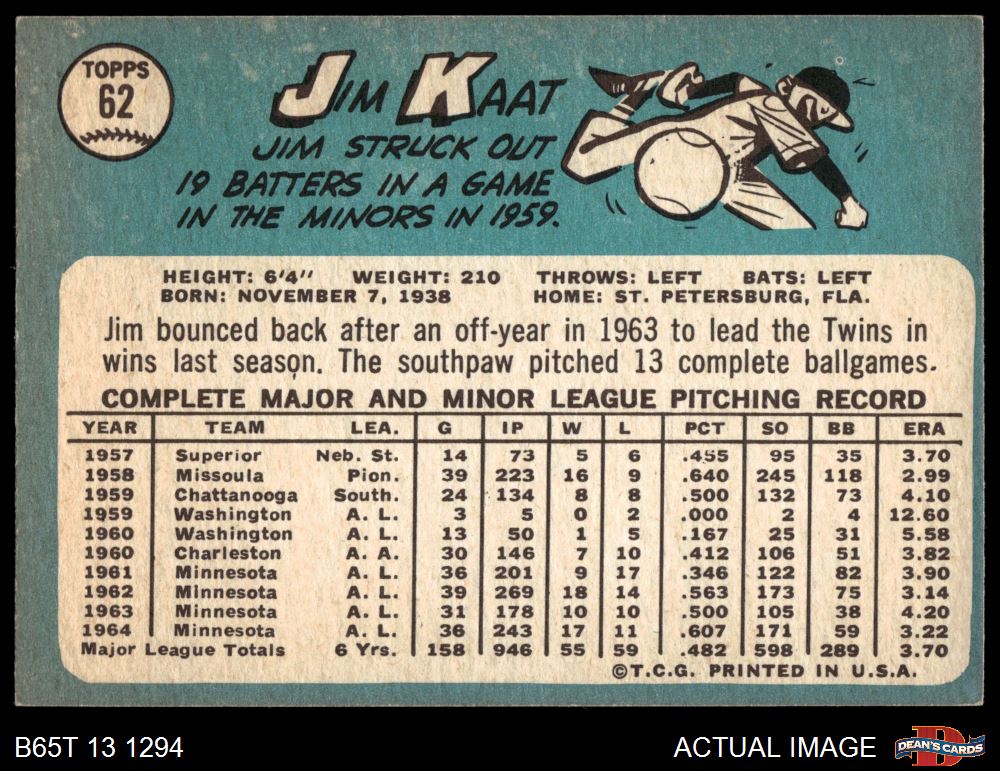 TOPPS
62
JIM KAAT
JIM STRUCK OUT
19 BATTERS IN A GAME
IN THE MINORS IN 1959.
HEIGHT: 6'4" WEIGHT: 210 THROWS: LEFT BATS: LEFT
BORN: NOVEMBER 7, 1938 HOME: ST. PETERSBURG, FLA.
Jim bounced back after an off-year in 1963 to lead the Twins in
wins last season. The southpaw pitched 13 complete ballgames.
COMPLETE MAJOR AND MINOR LEAGUE PITCHING RECORD
YEAR TEAM LEA. G IP W L PCT SO BB ERA
1957 Superior Neb. St. 14 73 5 6 .455 95 35 3.70
1958 Missoula Pion. 39 223 16 9 .640 245 118 2.99
1959 Chattanooga South. 24 134 8 8 .500 132 73 4.10
1959 Washington A. L. 3 5 0 2 .000 2 4 12.60
1960 Washington A. L. 13 50 1 5 .167 25 31 5.58
1960 Charleston A. A. 30 146 7 10 .412 106 51 3.82
1961 Minnesota A. L. 36 201 9 17 .346 122 82 3.90
1962 Minnesota A. L. 39 269 18 14 .563 173 75 3.14
1963 Minnesota A. L. 31 178 10 10 .500 105 38 4.20
1964 Minnesota A. L. 36 243 17 11 .607 171 59 3.22
Major League Totals 6 Yrs. 158 946 55 59 .482 598 289 3.70
©T.C.G. PRINTED IN U.S.A.
B65T 13 1294
ACTUAL IMAGE
D
DEAN'S CARDS